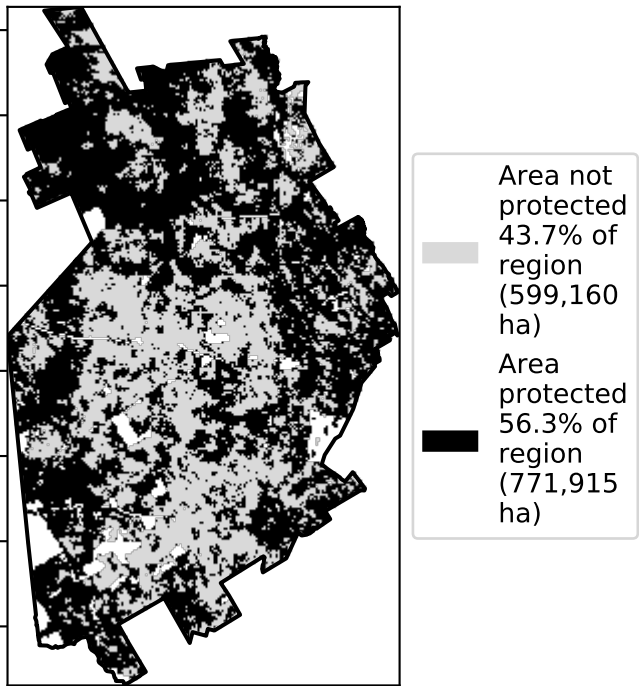 Area not
protected
43.7% of
region
(599,160
ha)
Area
protected
56.3% of
region
(771,915
ha)